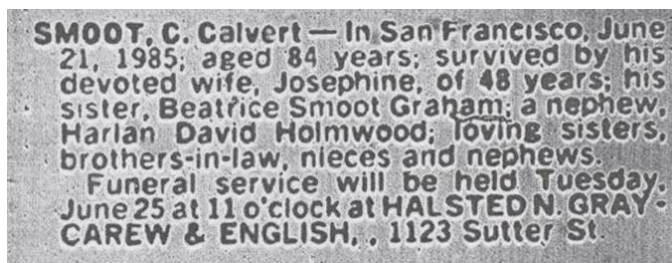 SMOOT, C. Calvert — In San Francisco, June
21, 1985; aged 84 years; survived by his
devoted wife, Josephine, of 48 years; his
sister, Beatrice Smoot Graham; a nephew,
Harlan David Holmwood; loving sisters,
brothers-in-law, nieces and nephews.
Funeral service will be held Tuesday,
June 25 at 11 o'clock at HALSTED N. GRAY-
CAREW & ENGLISH, , 1123 Sutter St.